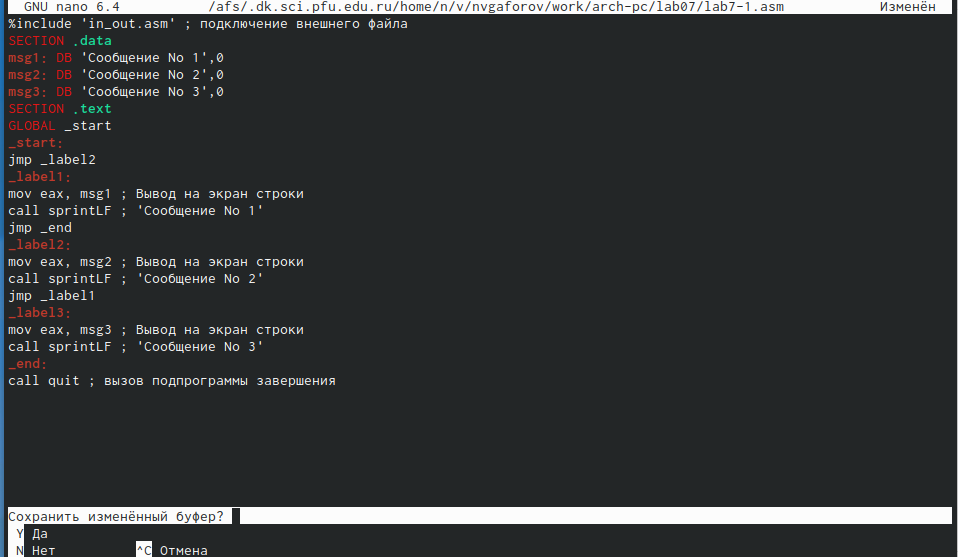 GNU nano 6.4 /afs/.dk.sci.pfu.edu.ru/home/n/v/nvgaforov/work/arch-pc/lab07/lab7-1.asm Изменён
%include 'in_out.asm' ; подключение внешнего файла
SECTION .data
msg1: DB 'Сообщение No 1',0
msg2: DB 'Сообщение No 2',0
msg3: DB 'Сообщение No 3',0
SECTION .text
GLOBAL _start
_start:
jmp _label2
_label1:
mov eax, msg1 ; Вывод на экран строки
call sprintLF ; 'Сообщение No 1'
jmp _end
_label2:
mov eax, msg2 ; Вывод на экран строки
call sprintLF ; 'Сообщение No 2'
jmp _label1
_label3:
mov eax, msg3 ; Вывод на экран строки
call sprintLF ; 'Сообщение No 3'
_end:
call quit ; вызов подпрограммы завершения
Сохранить изменённый буфер?
Y Да
N Нет ^C Отмена